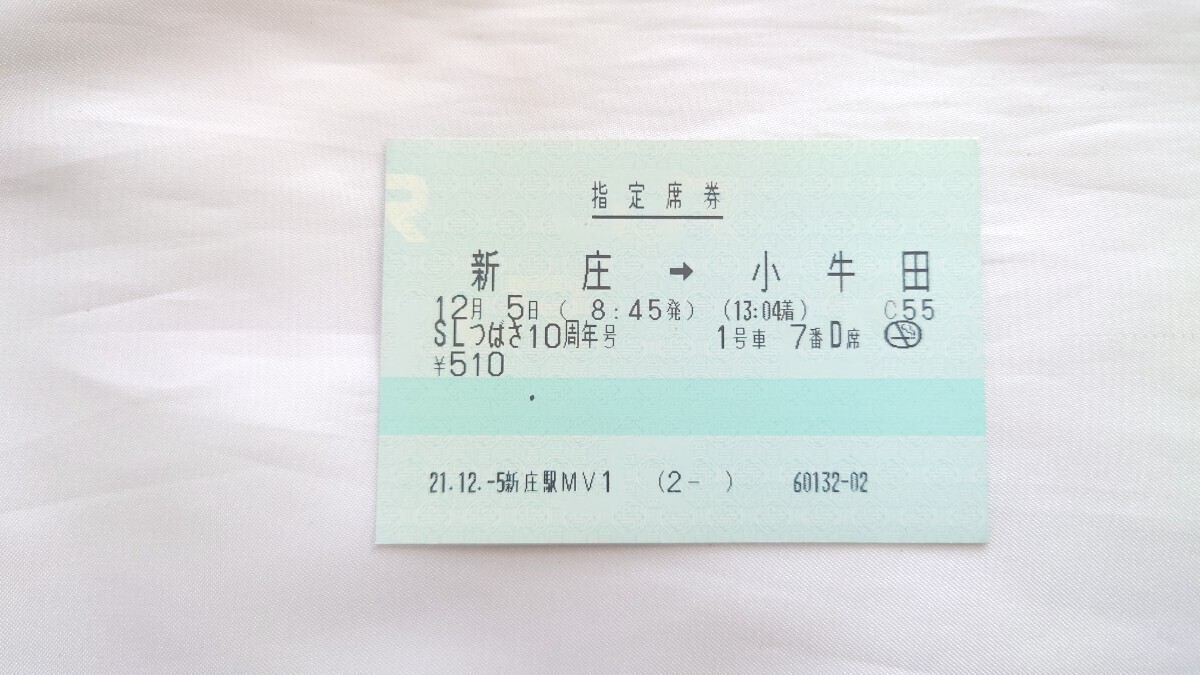 指定席券
新庄 → 小牛田
12月 5日 ( 8:45発) (13:04着) C55
SLつばさ10周年号 1号車 7番D席
¥510
21.12.-5新庄駅MV1 (2- ) 60132-02